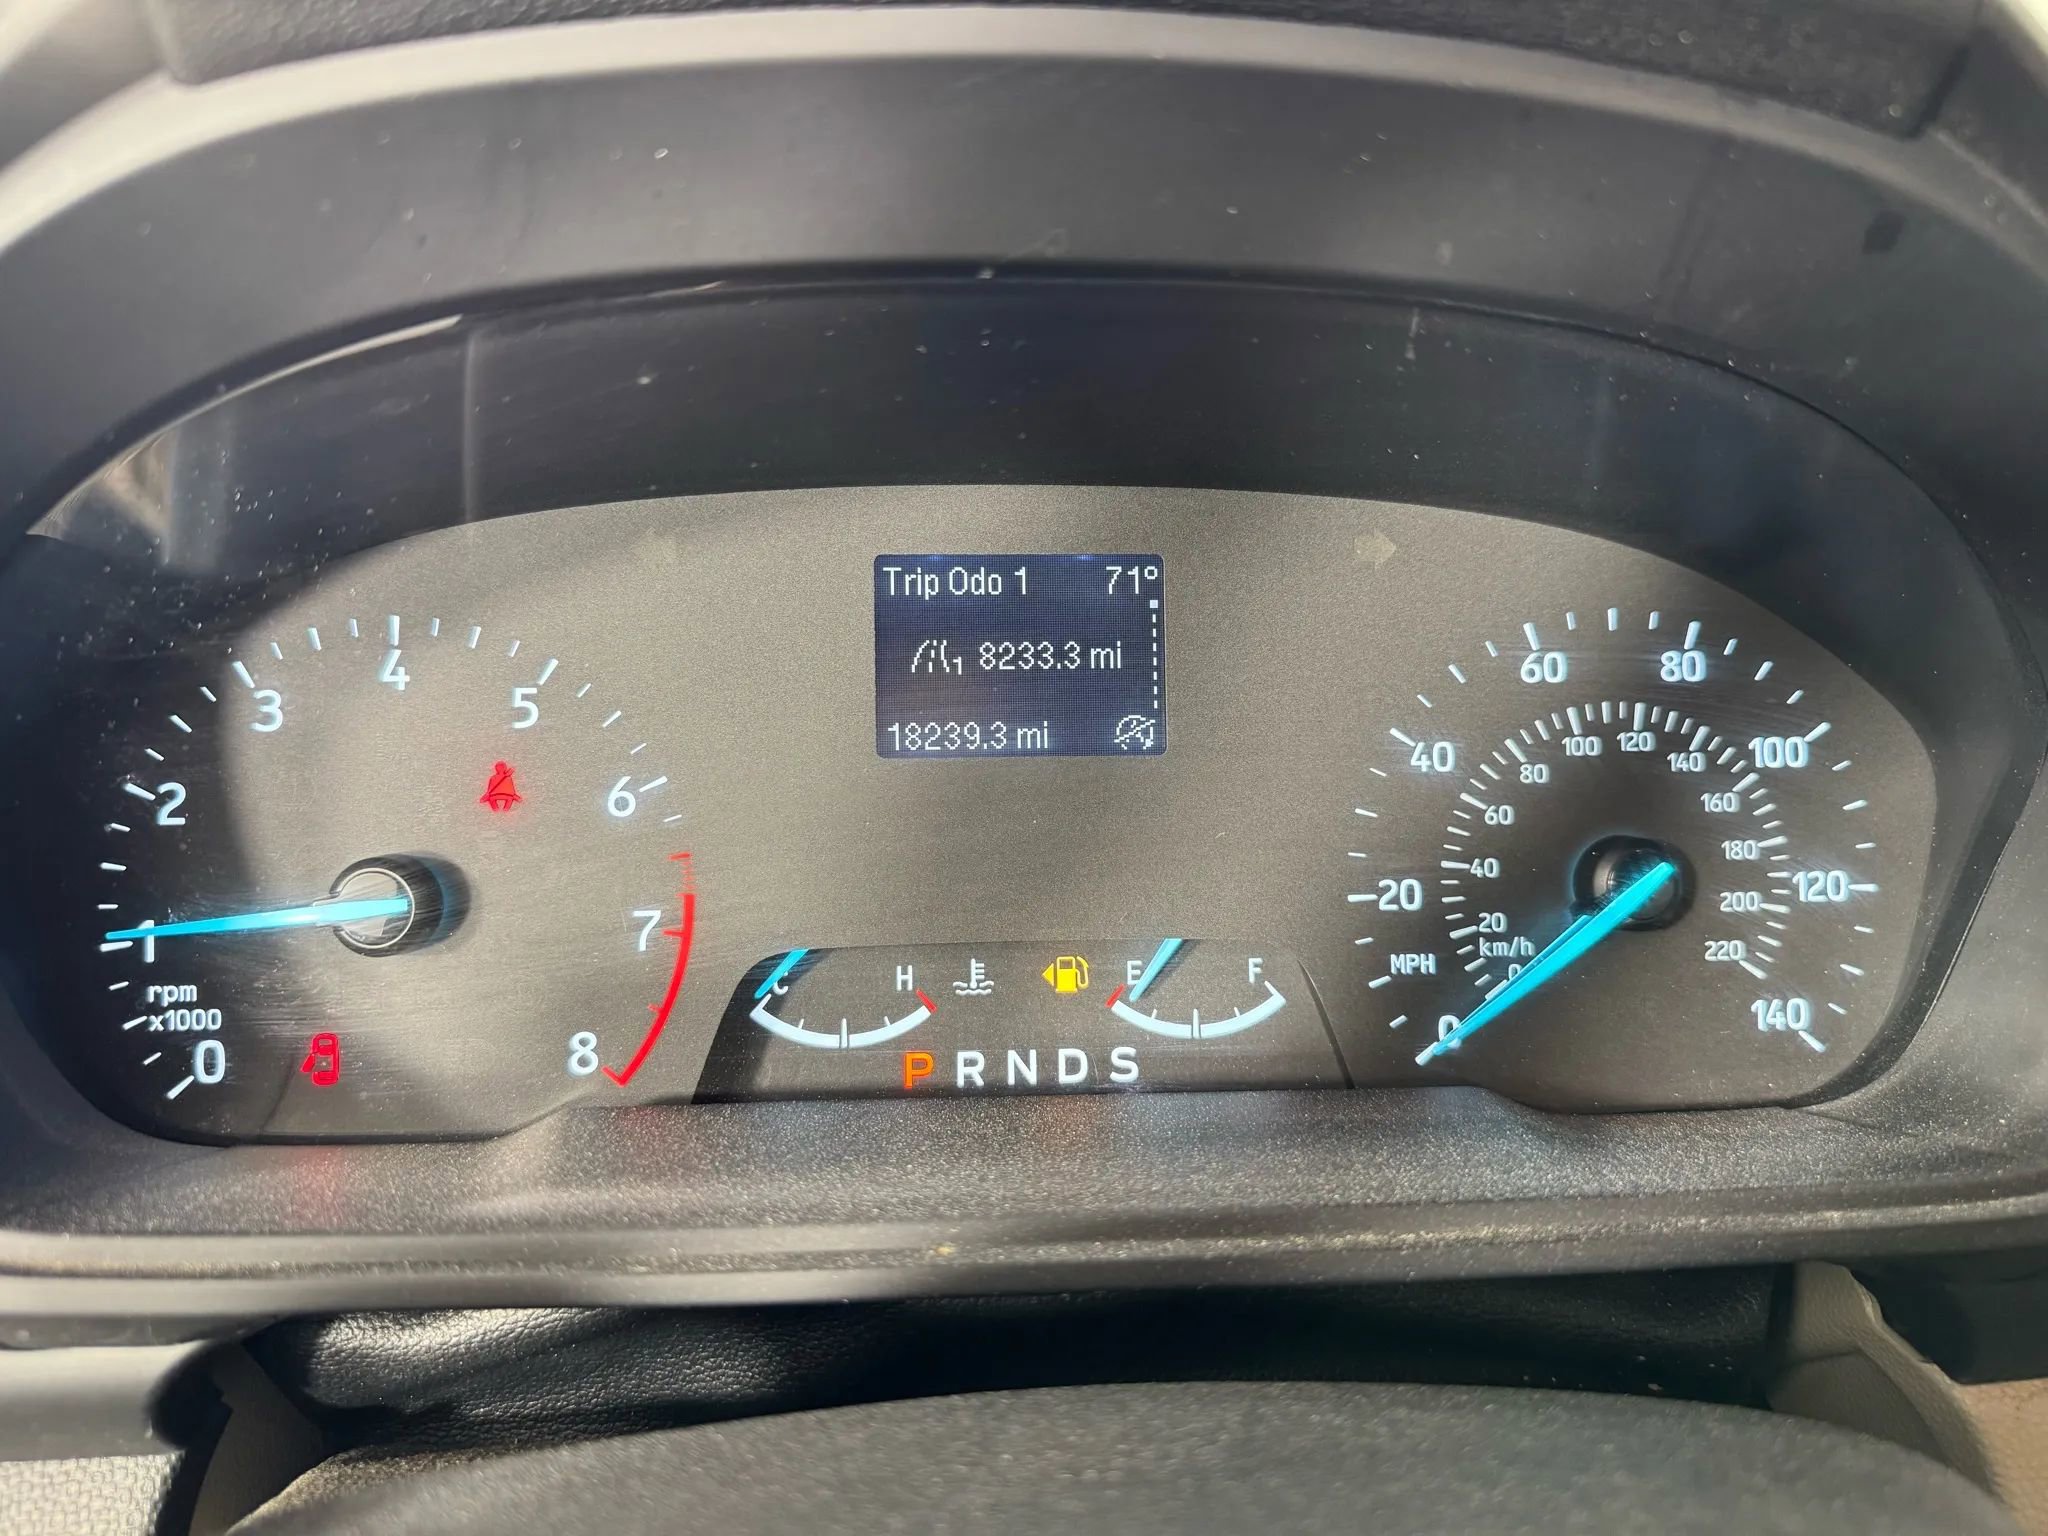 Trip Odo 1 71°
1 8233.3 mi
18239.3 mi
0 1 2 3 4 5 6 7 8
rpm
x1000
C H
E F
P R N D S
0 20 40 60 80 100 120 140
MPH
0 20 40 60 80 100 120 140 160 180 200 220
km/h